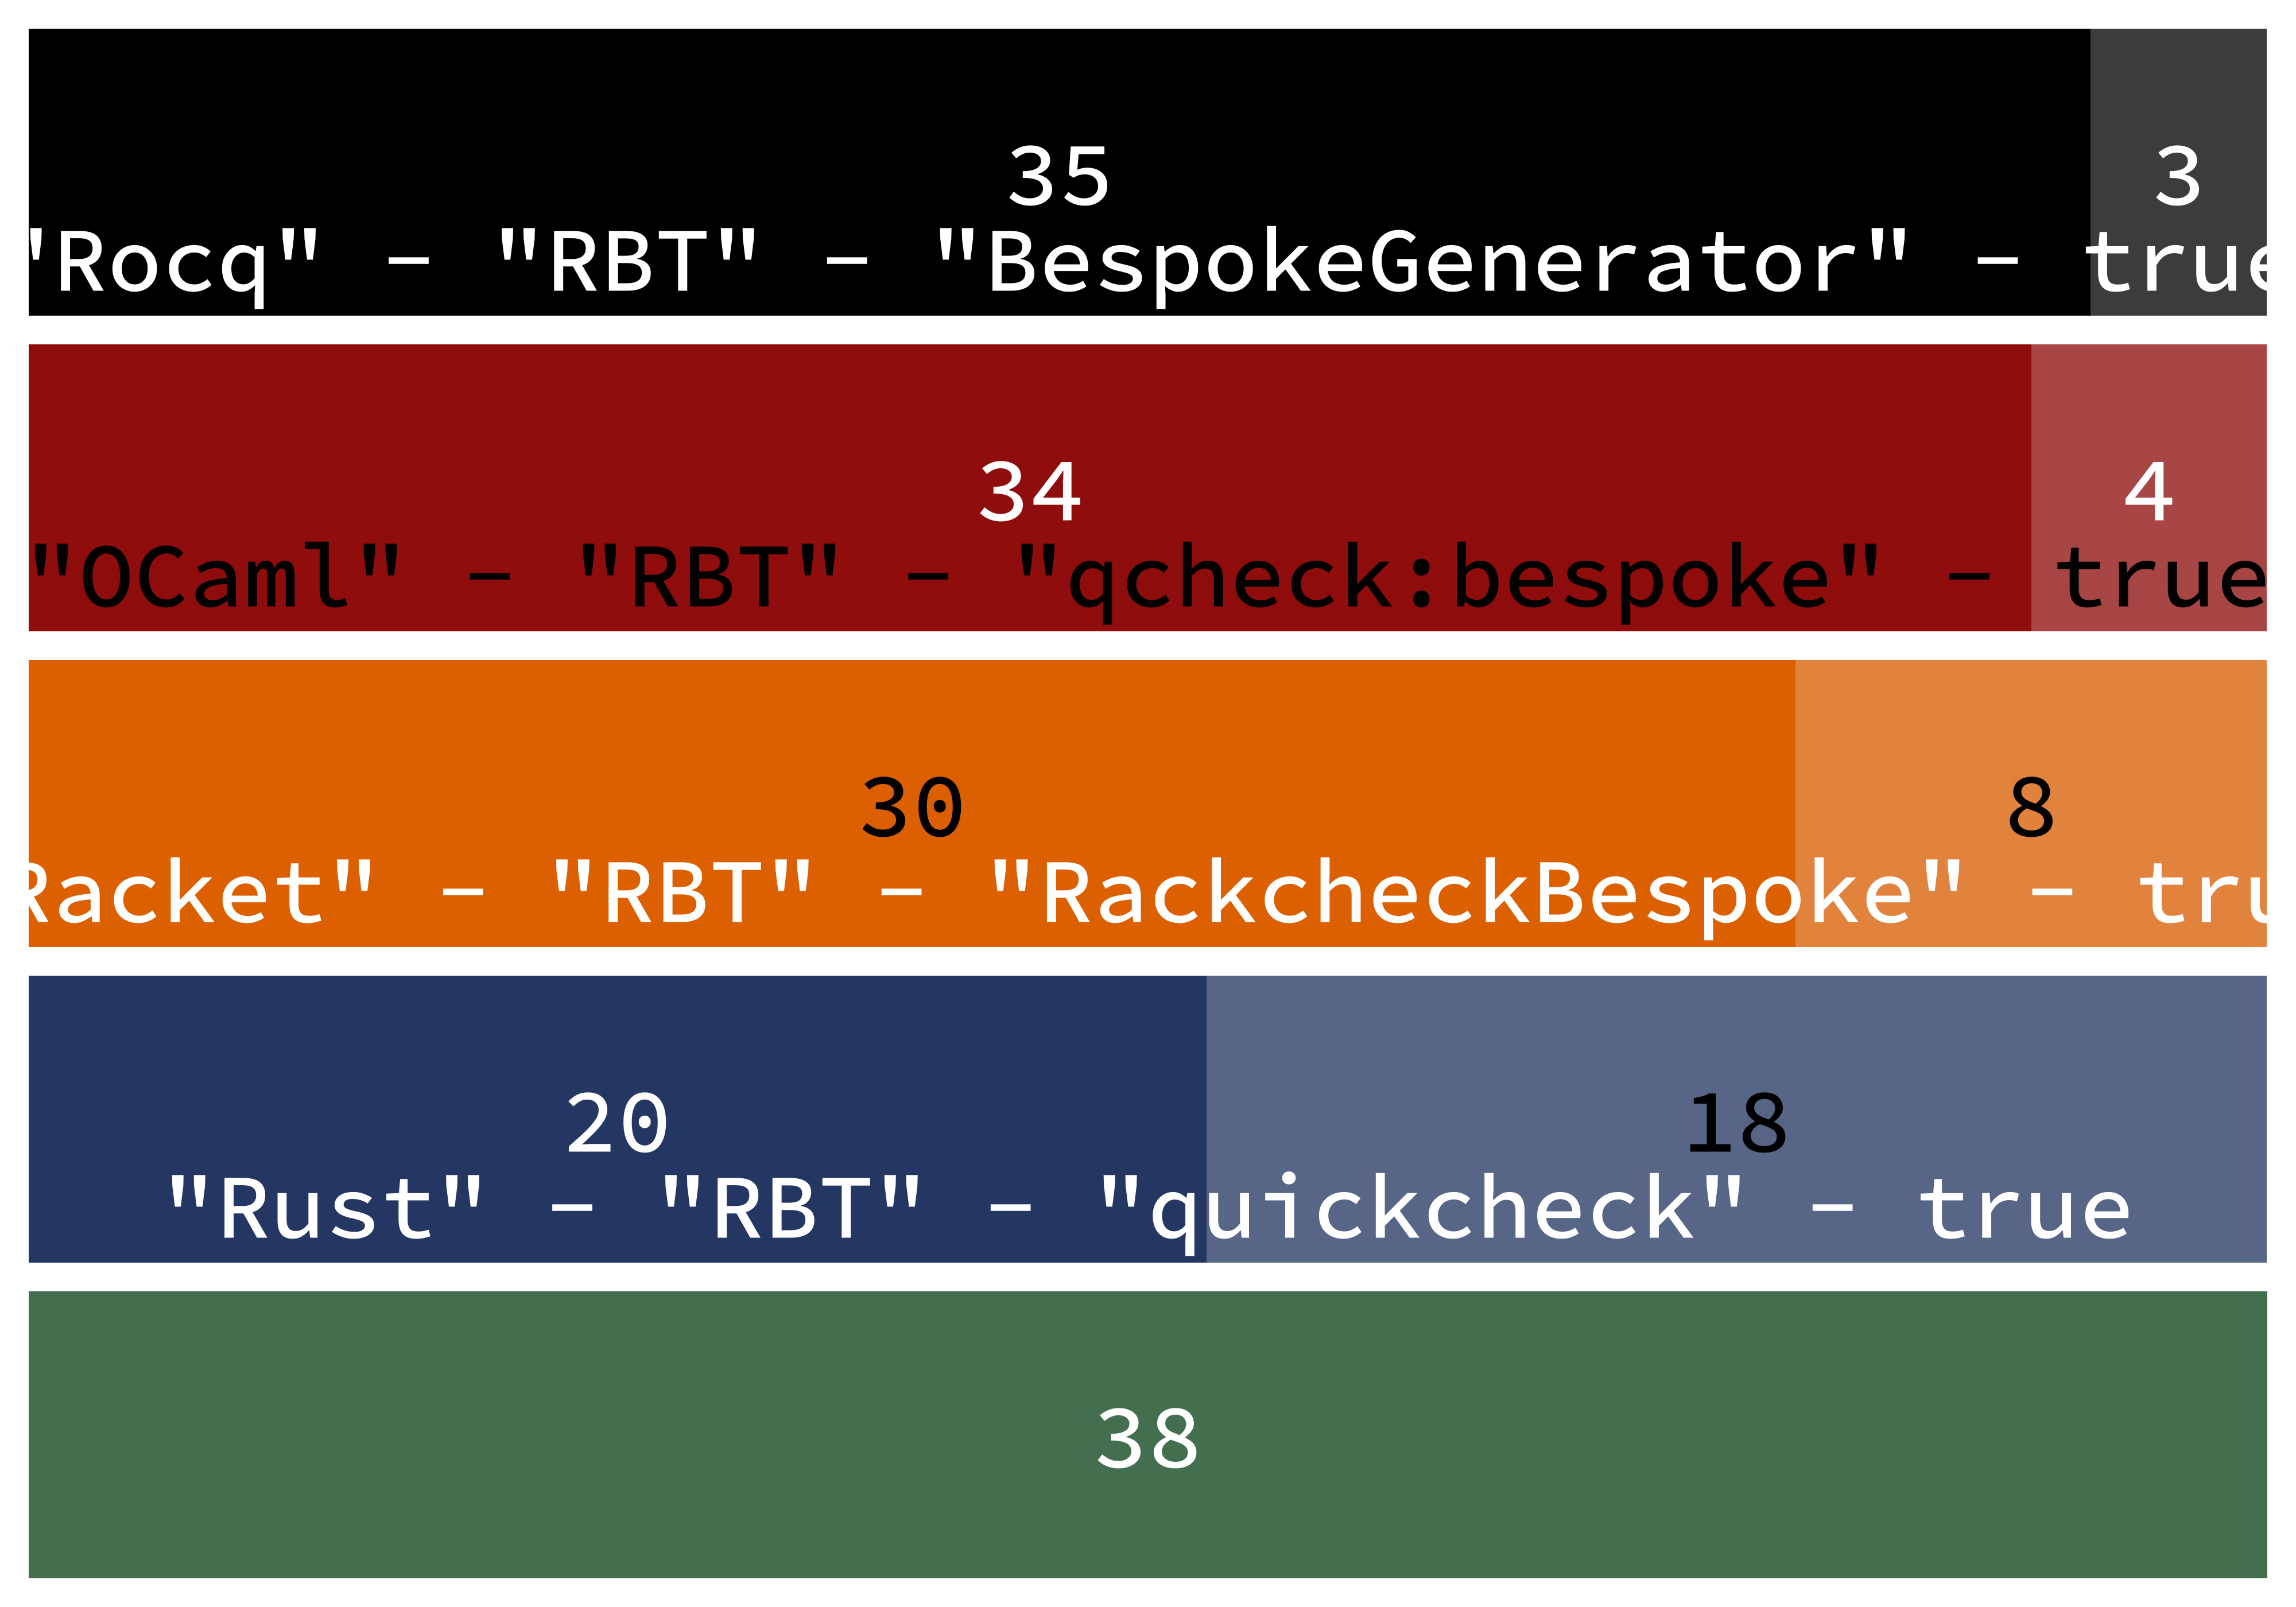 35 3
"Rocq" - "RBT" - "BespokeGenerator" - true
34 4
"OCaml" - "RBT" - "qcheck:bespoke" - true
30 8
Racket" - "RBT" - "RackcheckBespoke" - tru
20 18
"Rust" - "RBT" - "quickcheck" - true
38